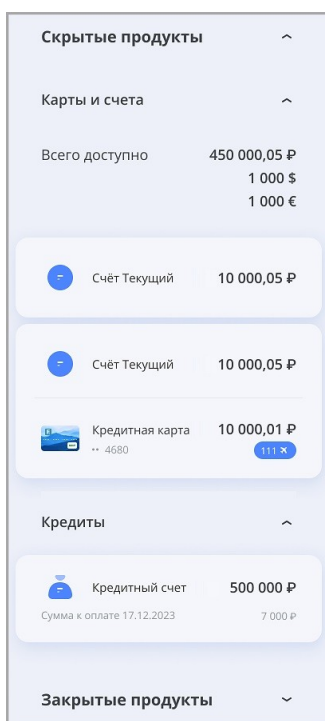 Скрытые продукты
Карты и счета
Всего доступно 450 000,05 ₽
1 000 $
1 000 €
Счёт Текущий 10 000,05 ₽
Счёт Текущий 10 000,05 ₽
Кредитная карта 10 000,01 ₽
•• 4680 111
Кредиты
Кредитный счет 500 000 ₽
Сумма к оплате 17.12.2023 7 000 ₽
Закрытые продукты